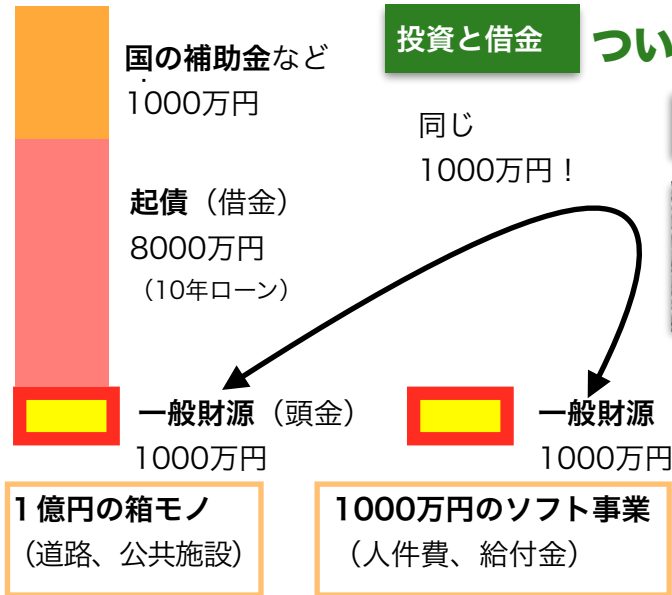 投資と借金
つい
国の補助金など
1000万円
同じ
1000万円！
起債（借金）
8000万円
（10年ローン）
一般財源（頭金）
1000万円
一般財源
1000万円
１億円の箱モノ
（道路、公共施設）
1000万円のソフト事業
（人件費、給付金）